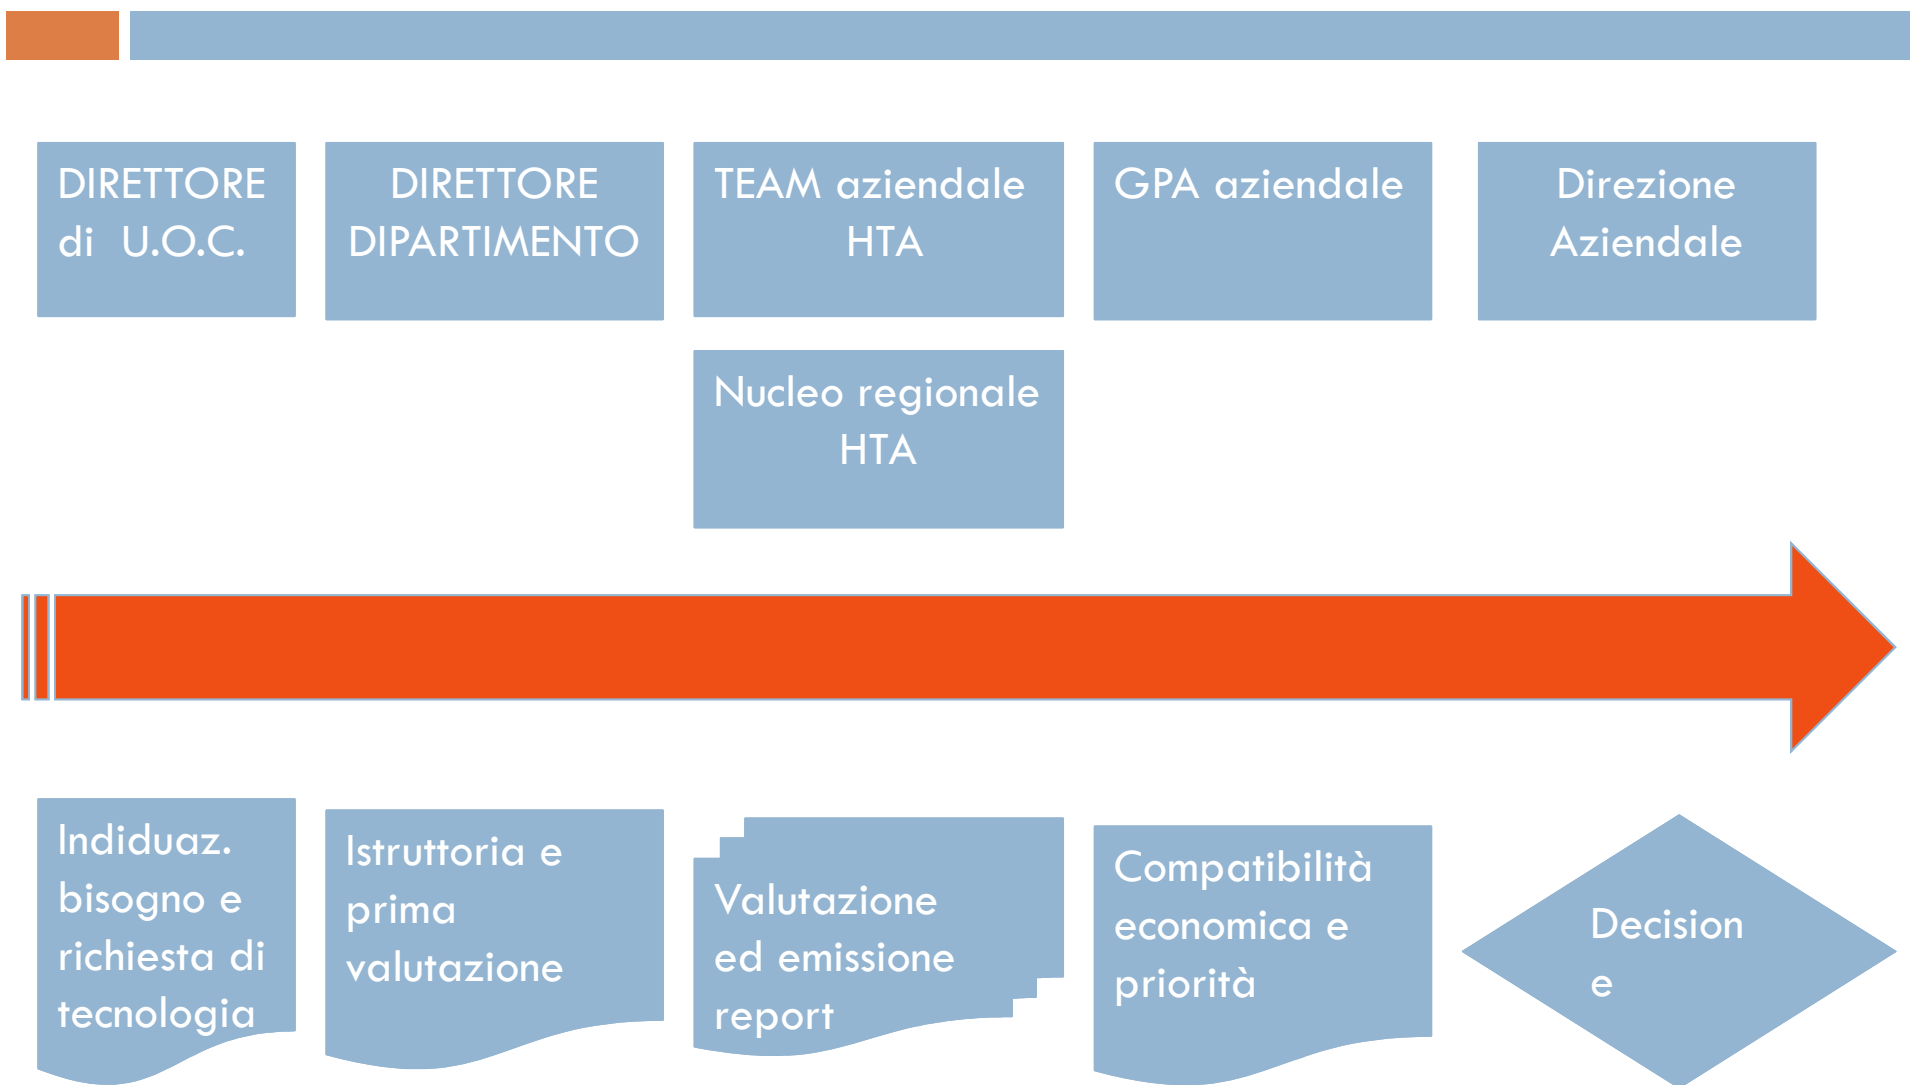 DIRETTORE
di U.O.C.
DIRETTORE
DIPARTIMENTO
TEAM aziendale
HTA
GPA aziendale
Direzione
Aziendale
Nucleo regionale
HTA
Indiduaz.
bisogno e
richiesta di
tecnologia
Istruttoria e
prima
valutazione
Valutazione
ed emissione
report
Compatibilità
economica e
priorità
Decision
e